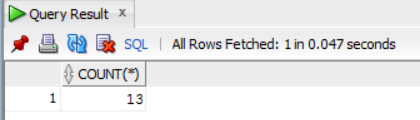 Query Result x
SQL | All Rows Fetched: 1 in 0.047 seconds
COUNT(*)
1 13